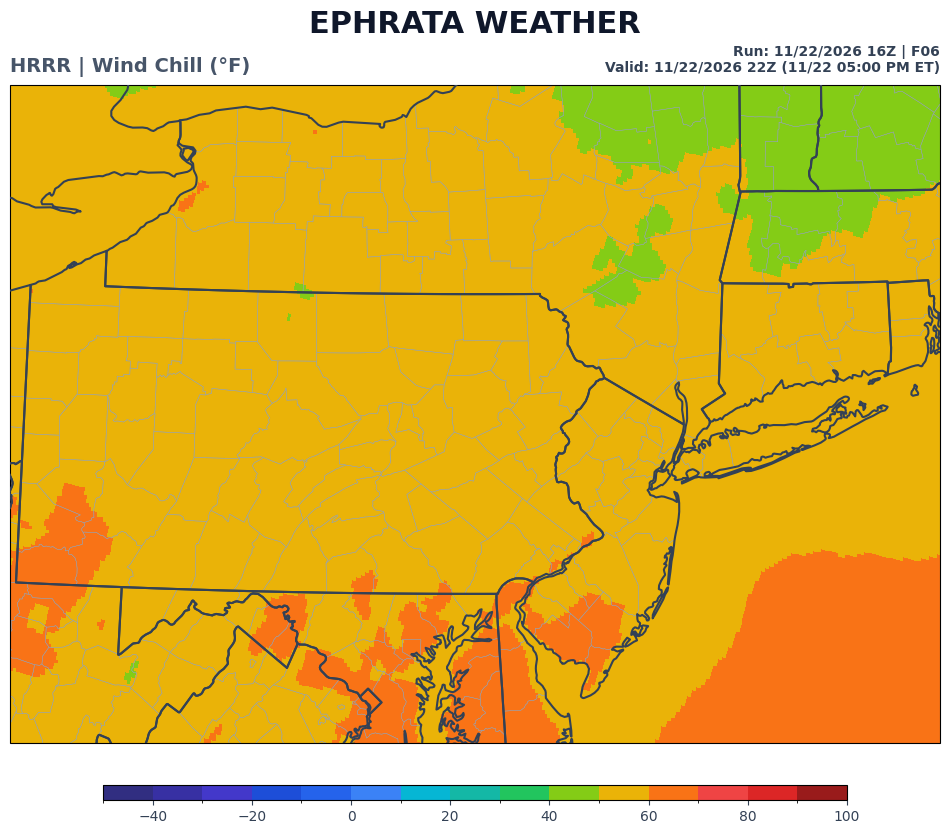 EPHRATA WEATHER
Run: 11/22/2026 16Z | F06
HRRR | Wind Chill (°F)
Valid: 11/22/2026 22Z (11/22 05:00 PM ET)
−40 −20 0 20 40 60 80 100